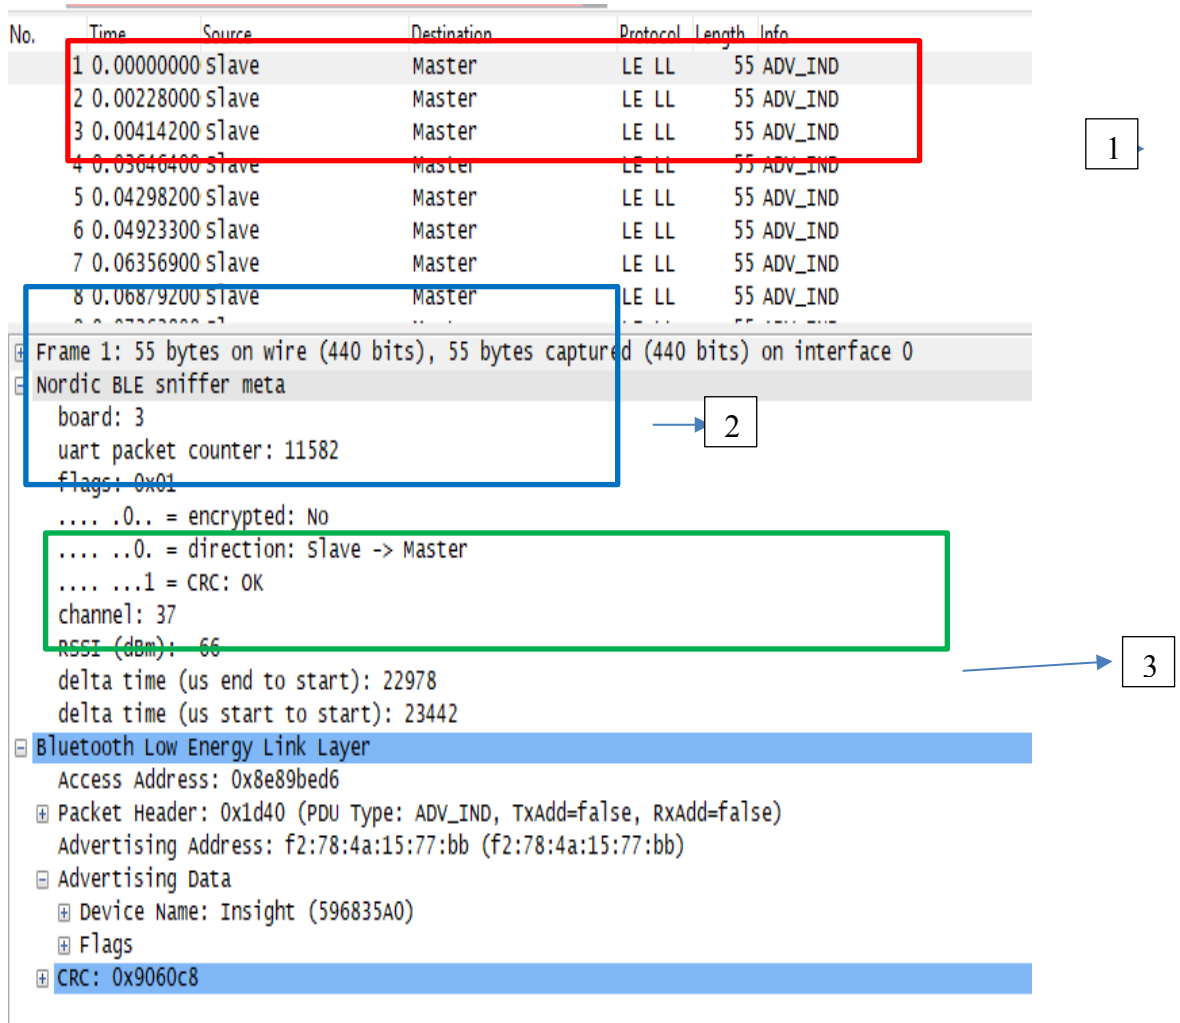 No. Time Source Destination Protocol Length Info
1 0.00000000 Slave Master LE LL 55 ADV_IND
2 0.00228000 Slave Master LE LL 55 ADV_IND
3 0.00414200 Slave Master LE LL 55 ADV_IND
1
4 0.03646400 Slave Master LE LL 55 ADV_IND
5 0.04298200 Slave Master LE LL 55 ADV_IND
6 0.04923300 Slave Master LE LL 55 ADV_IND
7 0.06356900 Slave Master LE LL 55 ADV_IND
8 0.06879200 Slave Master LE LL 55 ADV_IND
Frame 1: 55 bytes on wire (440 bits), 55 bytes captured (440 bits) on interface 0
Nordic BLE sniffer meta
board: 3
2
uart packet counter: 11582
flags: 0x01
.... .0.. = encrypted: No
.... ..0. = direction: Slave -> Master
.... ...1 = CRC: OK
channel: 37
RSSI (dBm): -66
3
delta time (us end to start): 22978
delta time (us start to start): 23442
Bluetooth Low Energy Link Layer
Access Address: 0x8e89bed6
Packet Header: 0x1d40 (PDU Type: ADV_IND, TxAdd=false, RxAdd=false)
Advertising Address: f2:78:4a:15:77:bb (f2:78:4a:15:77:bb)
Advertising Data
Device Name: Insight (596835A0)
Flags
CRC: 0x9060c8